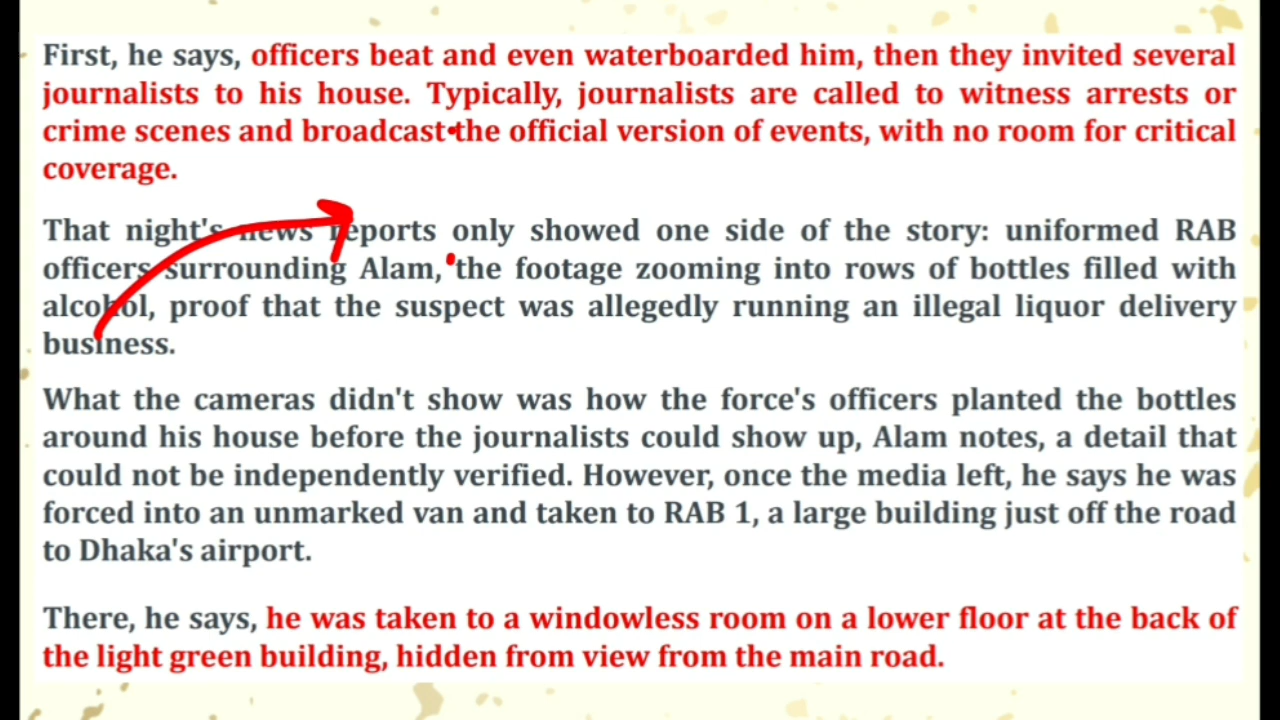 First, he says, officers beat and even waterboarded him, then they invited several
journalists to his house. Typically, journalists are called to witness arrests or
crime scenes and broadcast the official version of events, with no room for critical
coverage.
That night's news reports only showed one side of the story: uniformed RAB
officers surrounding Alam, the footage zooming into rows of bottles filled with
alcohol, proof that the suspect was allegedly running an illegal liquor delivery
business.
What the cameras didn't show was how the force's officers planted the bottles
around his house before the journalists could show up, Alam notes, a detail that
could not be independently verified. However, once the media left, he says he was
forced into an unmarked van and taken to RAB 1, a large building just off the road
to Dhaka's airport.
There, he says, he was taken to a windowless room on a lower floor at the back of
the light green building, hidden from view from the main road.